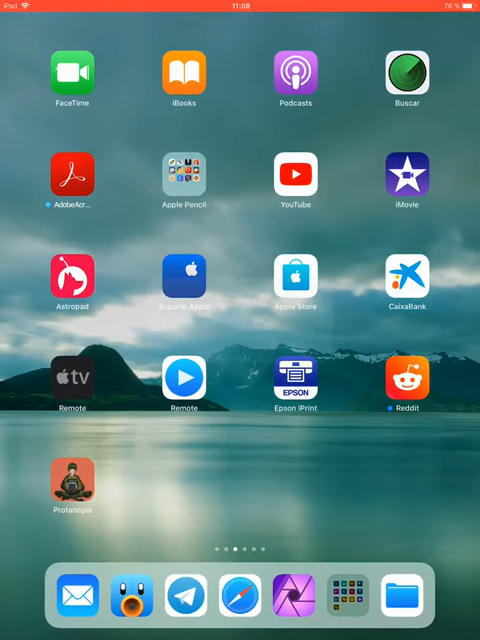 iPad 11:08 76 %
FaceTime iBooks Podcasts Buscar
AdobeAcr... Apple Pencil YouTube iMovie
Astropad Soporte Apple Apple Store CaixaBank
tv
EPSON
Remote Remote Epson iPrint Reddit
Protanopia